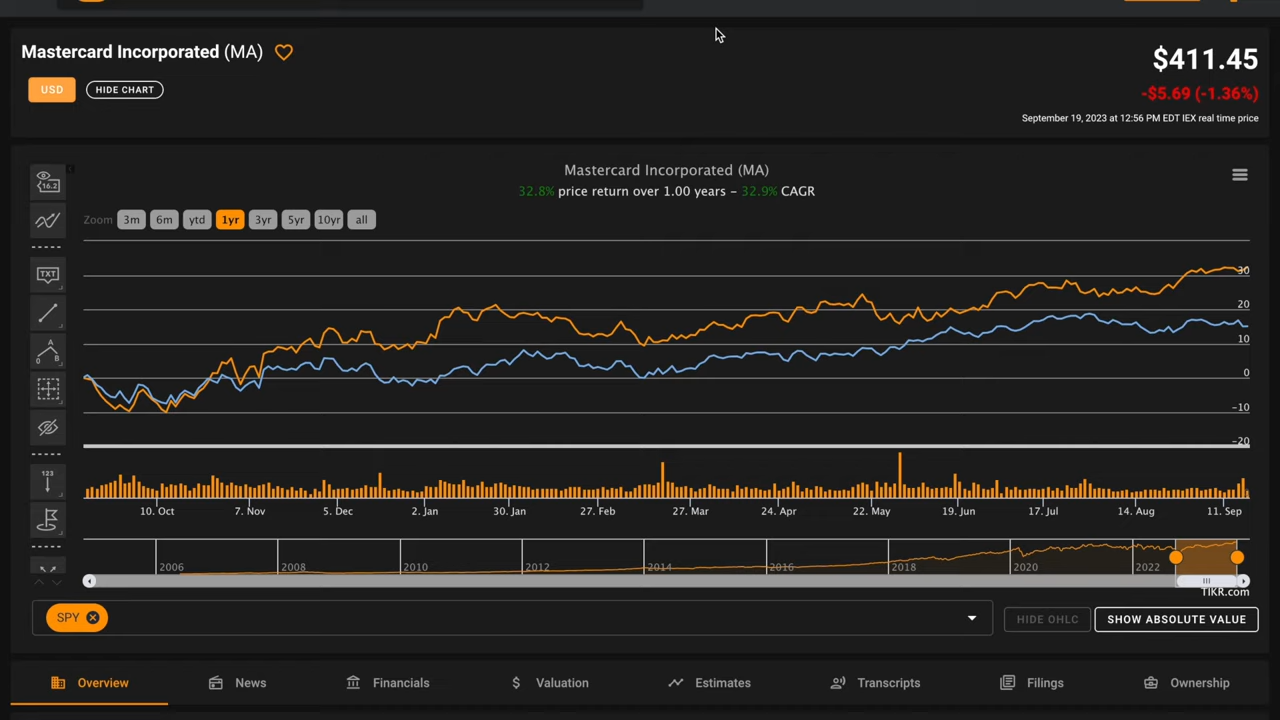 Mastercard Incorporated (MA)
$411.45
USD
HIDE CHART
-$5.69 (-1.36%)
September 19, 2023 at 12:56 PM EDT IEX real time price
Mastercard Incorporated (MA)
32.8% price return over 1.00 years – 32.9% CAGR
16.2
Zoom 3m 6m ytd 1yr 3yr 5yr 10yr all
TXT
30
20
10
0
−10
−20
A
0 B
123
10. Oct 7. Nov 5. Dec 2. Jan 30. Jan 27. Feb 27. Mar 24. Apr 22. May 19. Jun 17. Jul 14. Aug 11. Sep
2006 2008 2010 2012 2014 2016 2018 2020 2022
TIKR.com
SPY
HIDE OHLC
SHOW ABSOLUTE VALUE
Overview News Financials $ Valuation Estimates Transcripts Filings Ownership